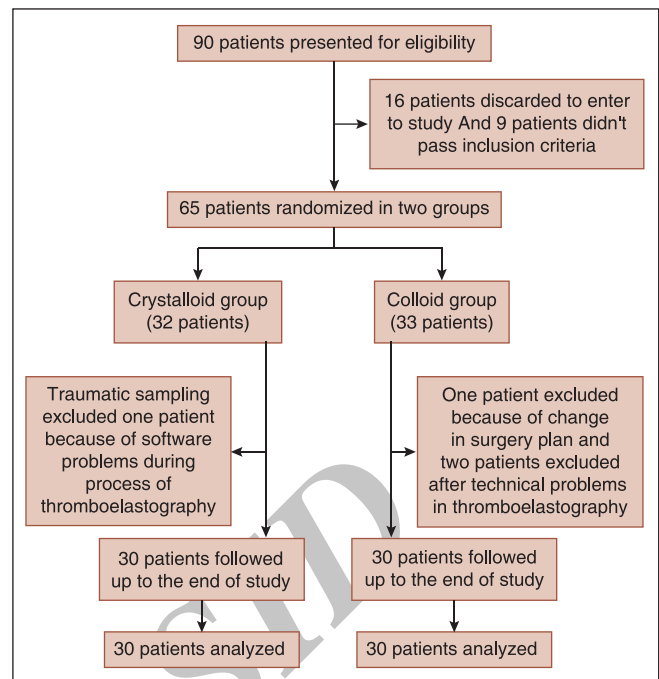 90 patients presented for eligibility
16 patients discarded to enter
to study And 9 patients didn't
pass inclusion criteria
65 patients randomized in two groups
Crystalloid group
(32 patients)
Colloid group
(33 patients)
Traumatic sampling
excluded one patient
because of software
problems during
process of
thromboelastography
One patient excluded
because of change
in surgery plan and
two patients excluded
after technical problems
in thromboelastography
30 patients followed
up to the end of study
30 patients followed
up to the end of study
30 patients analyzed
30 patients analyzed
SID